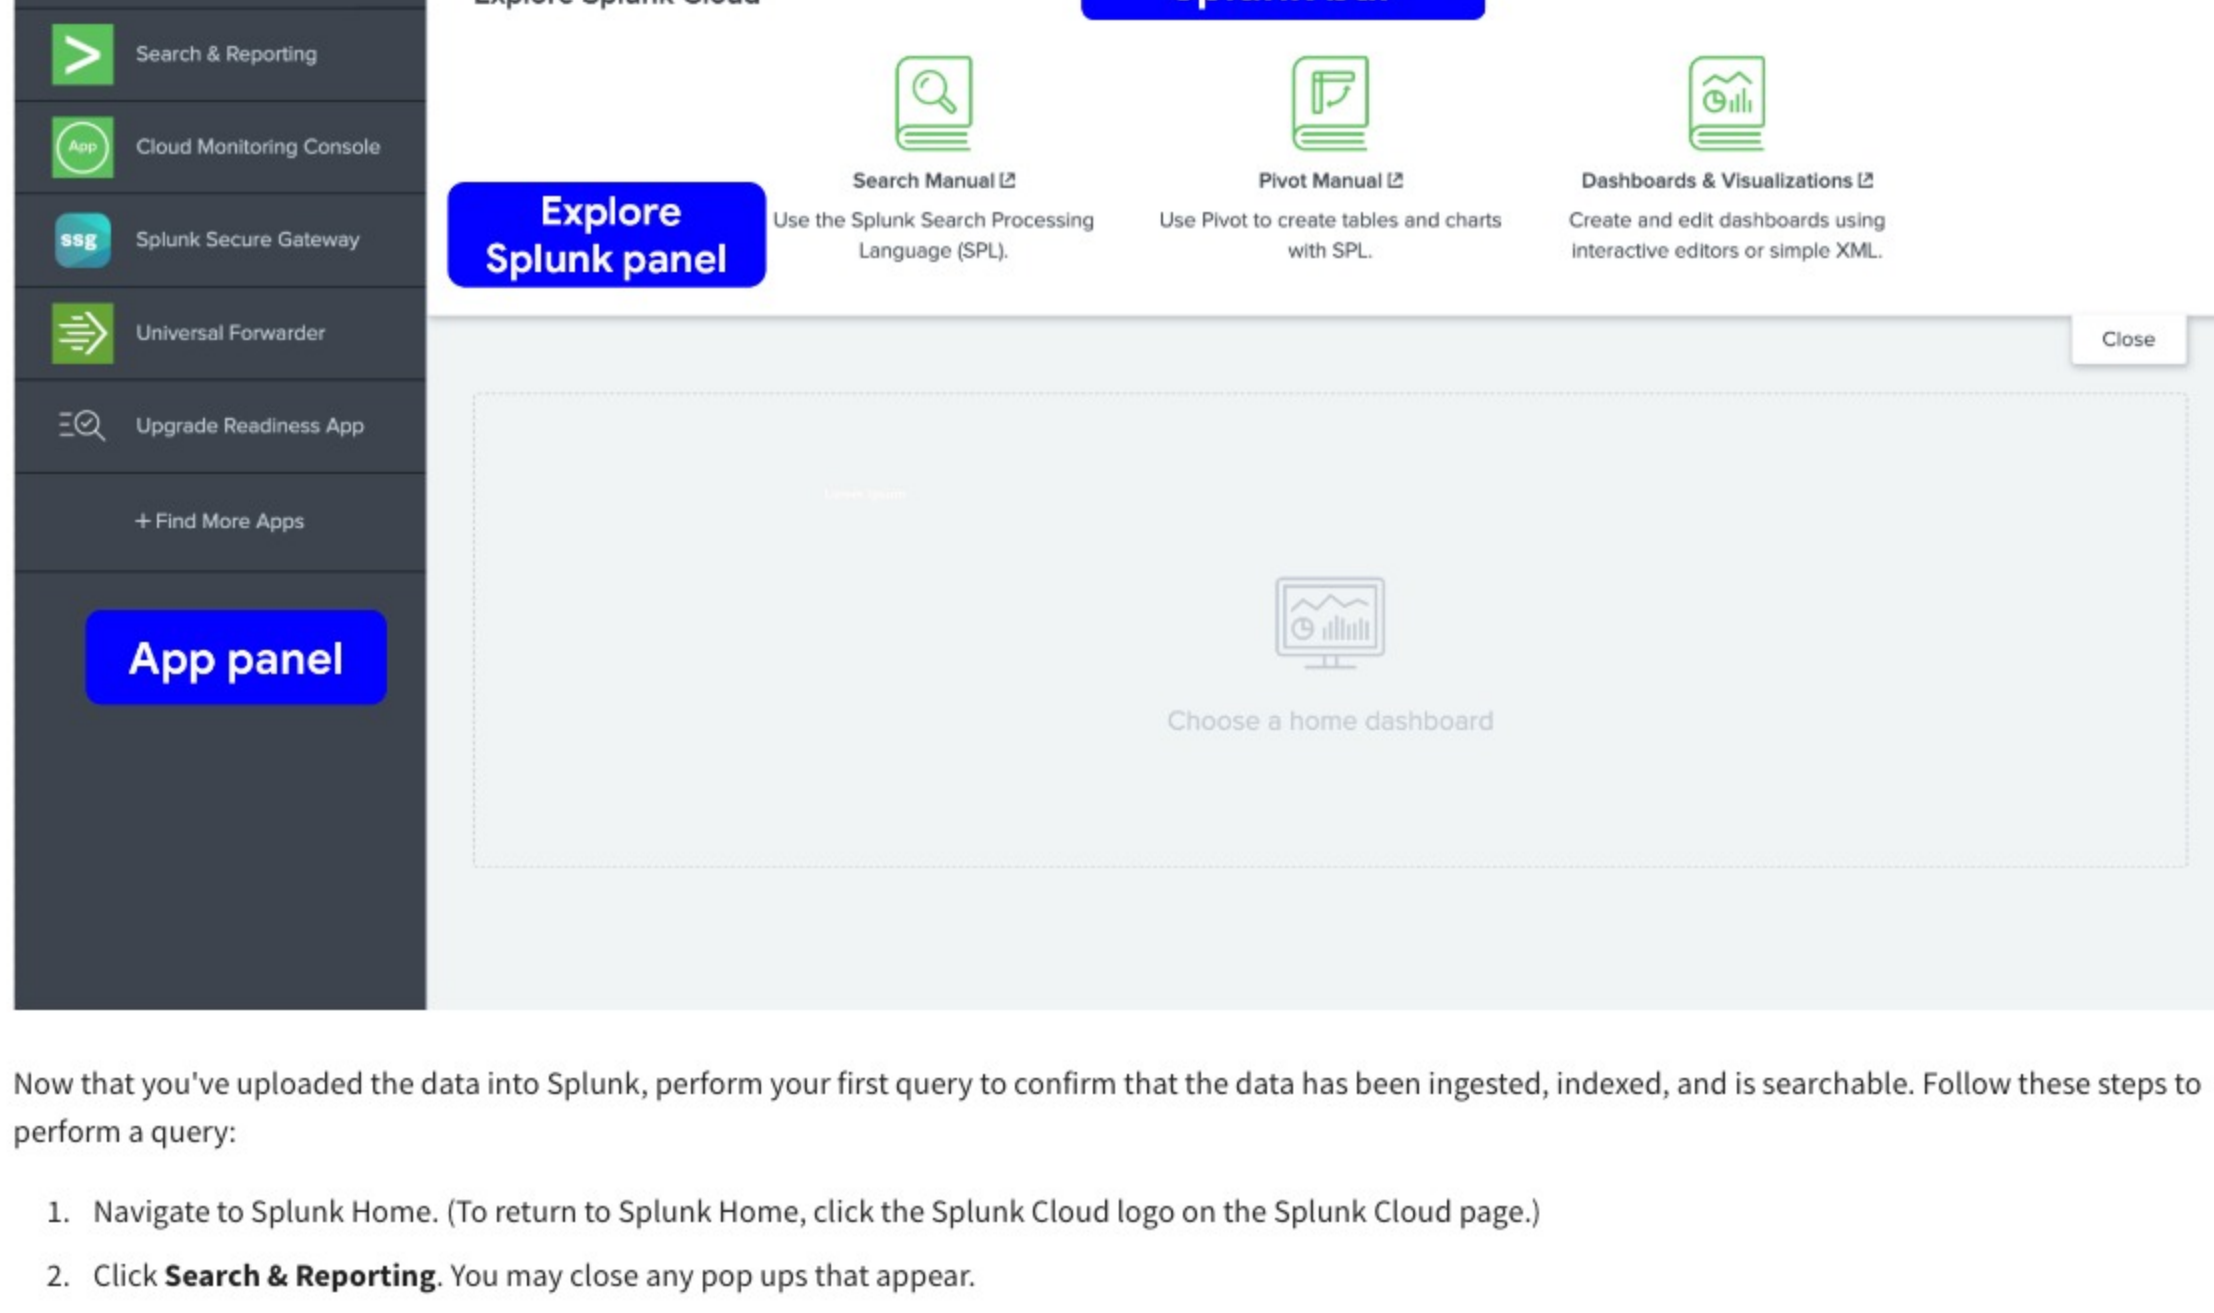 Explore Splunk Cloud
Search & Reporting
App
Cloud Monitoring Console
ssg
Splunk Secure Gateway
Universal Forwarder
Upgrade Readiness App
+ Find More Apps
App panel
Explore
Splunk panel
Search Manual
Use the Splunk Search Processing
Language (SPL).
Pivot Manual
Use Pivot to create tables and charts
with SPL.
Dashboards & Visualizations
Create and edit dashboards using
interactive editors or simple XML.
Close
Lorem ipsum
Choose a home dashboard
Now that you've uploaded the data into Splunk, perform your first query to confirm that the data has been ingested, indexed, and is searchable. Follow these steps to
perform a query:
1. Navigate to Splunk Home. (To return to Splunk Home, click the Splunk Cloud logo on the Splunk Cloud page.)
2. Click Search & Reporting. You may close any pop ups that appear.